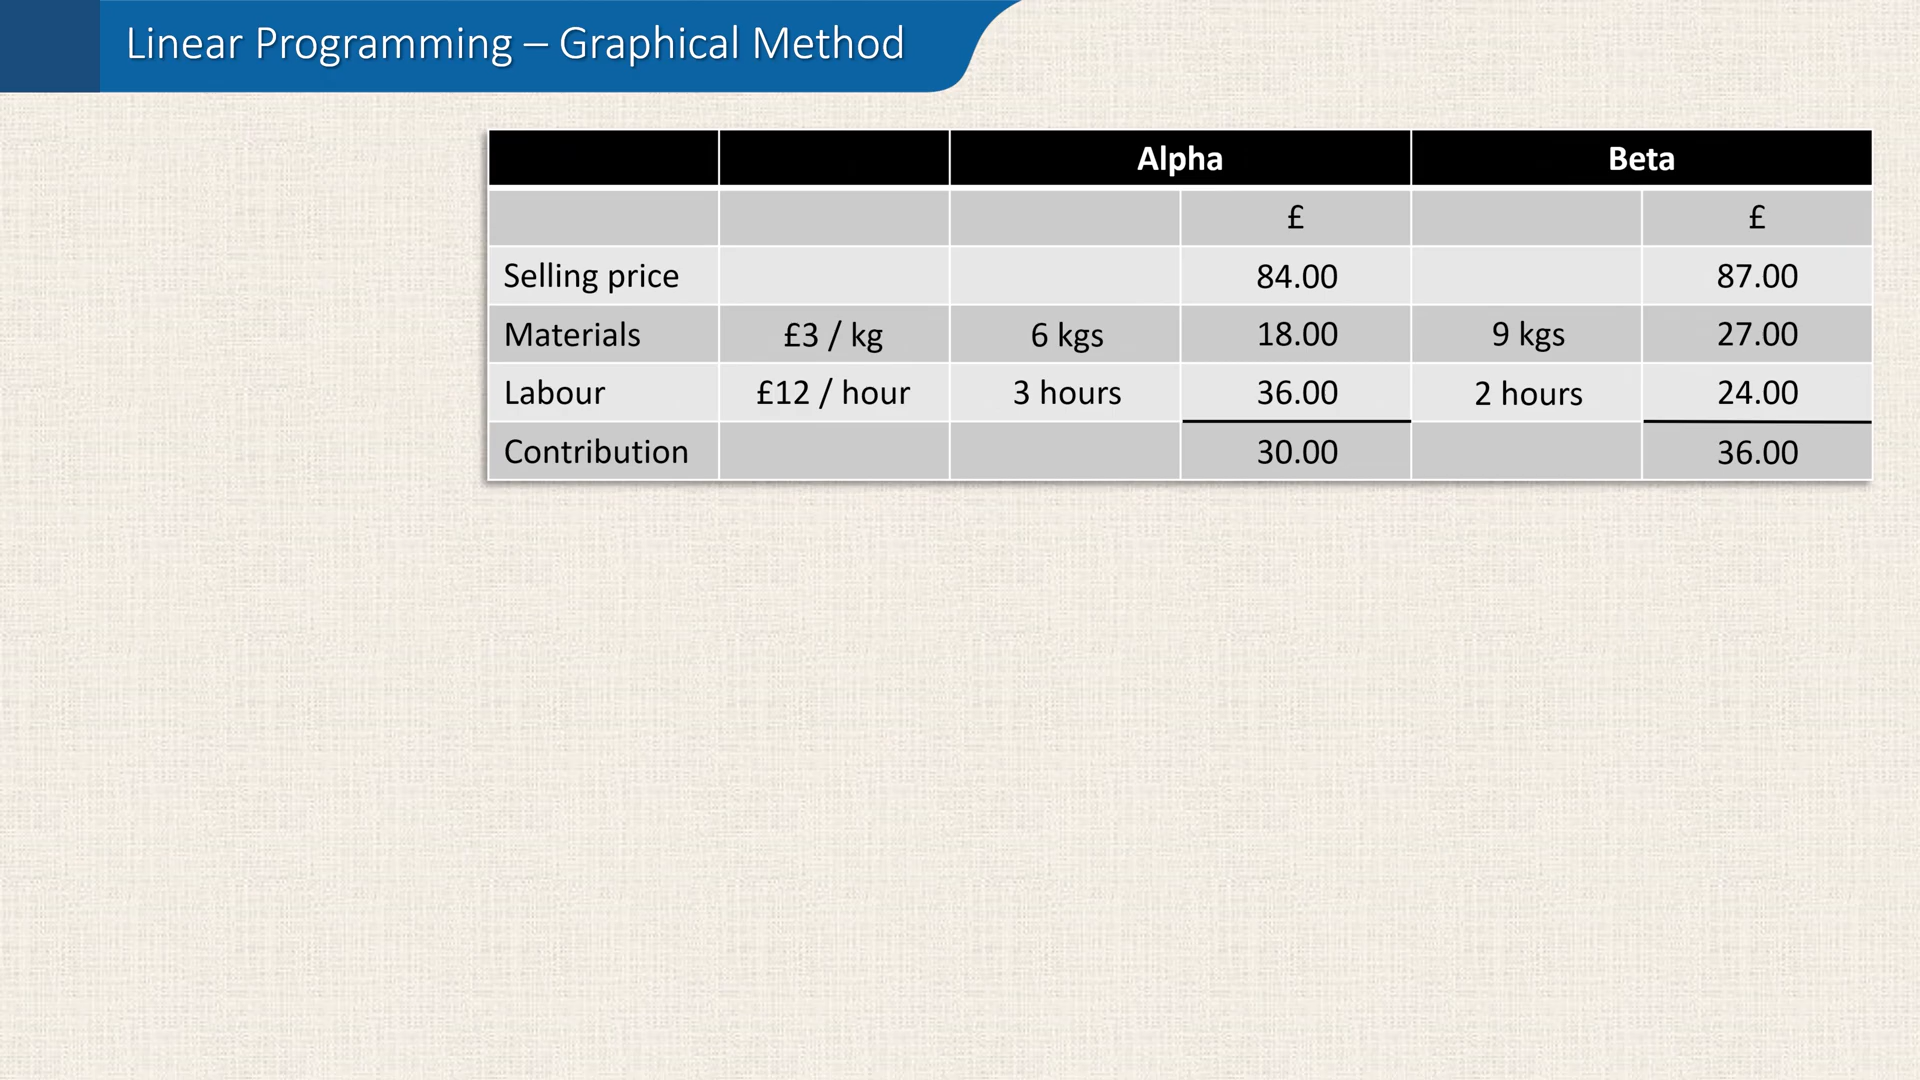 Linear Programming – Graphical Method
Alpha Beta
£ £
Selling price 84.00 87.00
Materials £3 / kg 6 kgs 18.00 9 kgs 27.00
Labour £12 / hour 3 hours 36.00 2 hours 24.00
Contribution 30.00 36.00